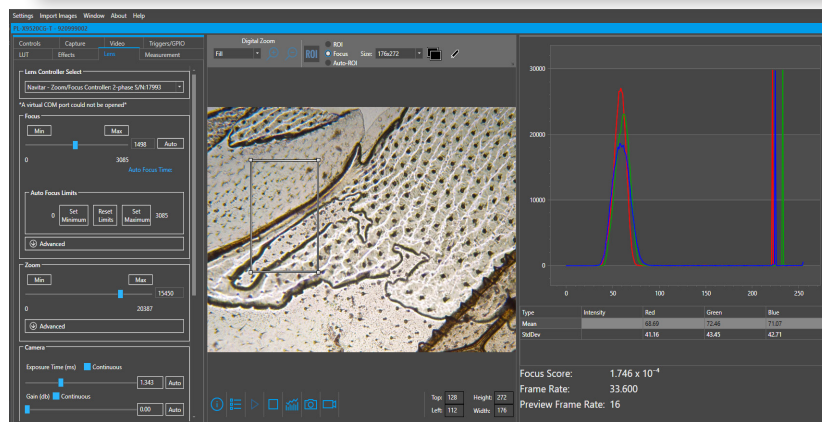 Settings Import Images Window About Help
PL-X9520CG-T - 920999002
Controls Capture Video Triggers/GPIO
LUT Effects Lens Measurement
Lens Controller Select
Navitar - Zoom/Focus Controller 2-phase S/N:17993
*A virtual COM port could not be opened*
Focus
Min Max
1498 Auto
0 3085
Auto Focus Time:
Auto Focus Limits
0 Set Minimum Reset Limits Set Maximum 3085
Advanced
Zoom
Min Max
15450
0 20387
Advanced
Camera
Exposure Time (ms) Continuous
1.343 Auto
Gain (db) Continuous
0.00 Auto
Digital Zoom
Fill
ROI
ROI
Focus
Auto-ROI
Size: 176x272
Top: 128 Height: 272
Left: 112 Width: 176
30000
20000
10000
0
0 50 100 150 200 250
Type Intensity Red Green Blue
Mean 68.69 72.46 71.07
StdDev 41.16 43.45 42.71
Focus Score: 1.746 x 10⁻⁴
Frame Rate: 33.600
Preview Frame Rate: 16